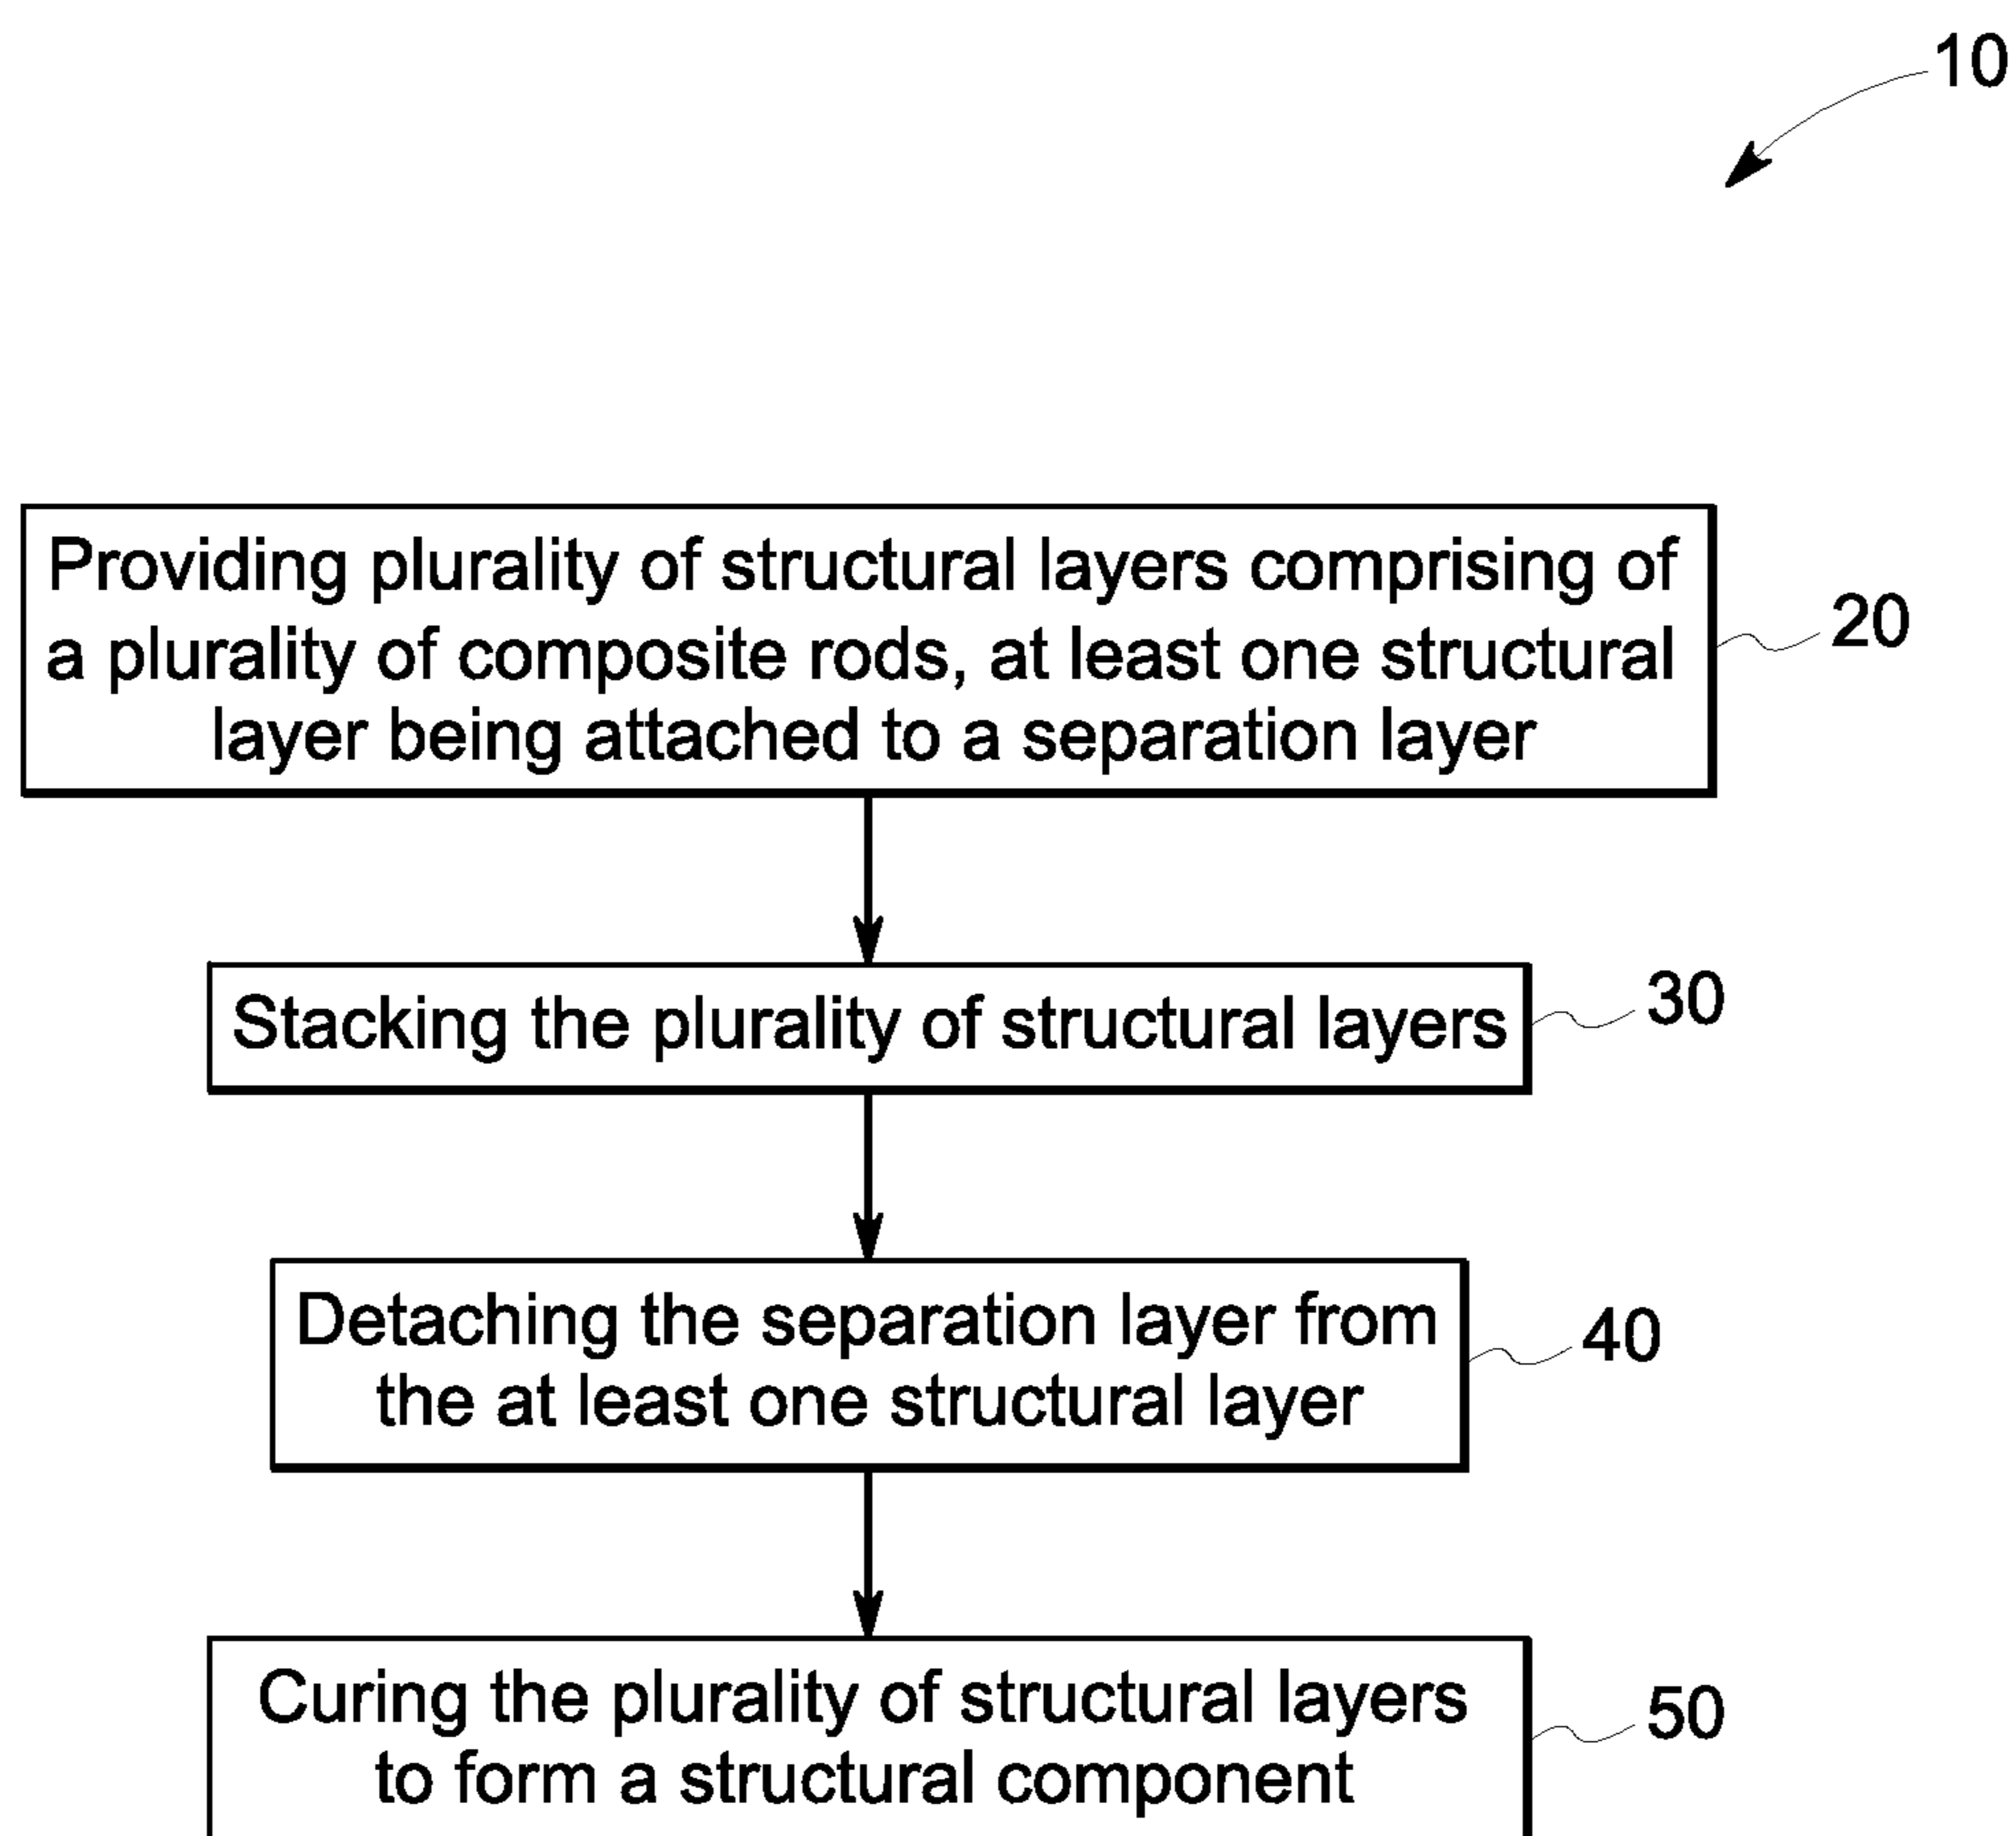 10
Providing plurality of structural layers comprising of
a plurality of composite rods, at least one structural
layer being attached to a separation layer
20
Stacking the plurality of structural layers
30
Detaching the separation layer from
the at least one structural layer
40
Curing the plurality of structural layers
to form a structural component
50